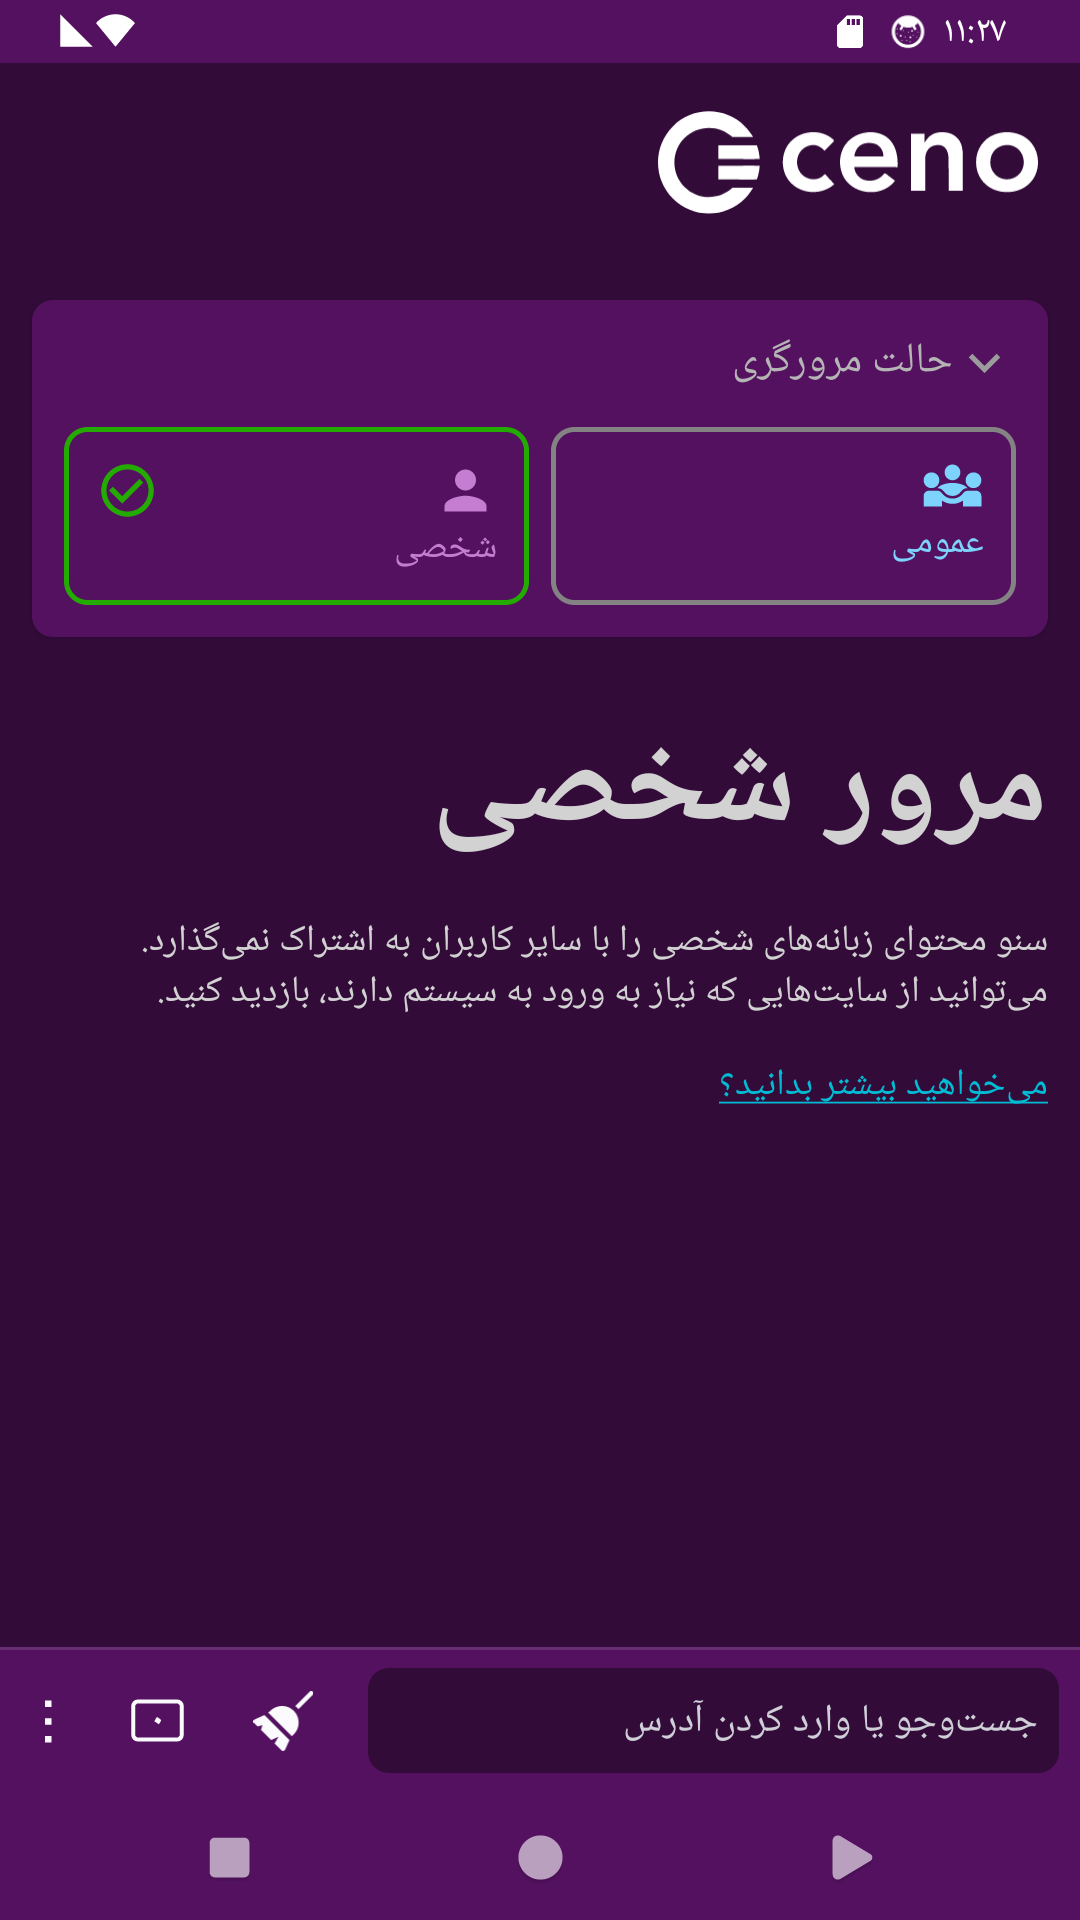 ۱۱:۲۷
ceno
حالت مرورگری
عمومی
شخصی
مرور شخصی
سنو محتوای زبانه‌های شخصی را با سایر کاربران به اشتراک نمی‌گذارد.
می‌توانید از سایت‌هایی که نیاز به ورود به سیستم دارند، بازدید کنید.
می‌خواهید بیشتر بدانید؟
جست‌وجو یا وارد کردن آدرس
۰